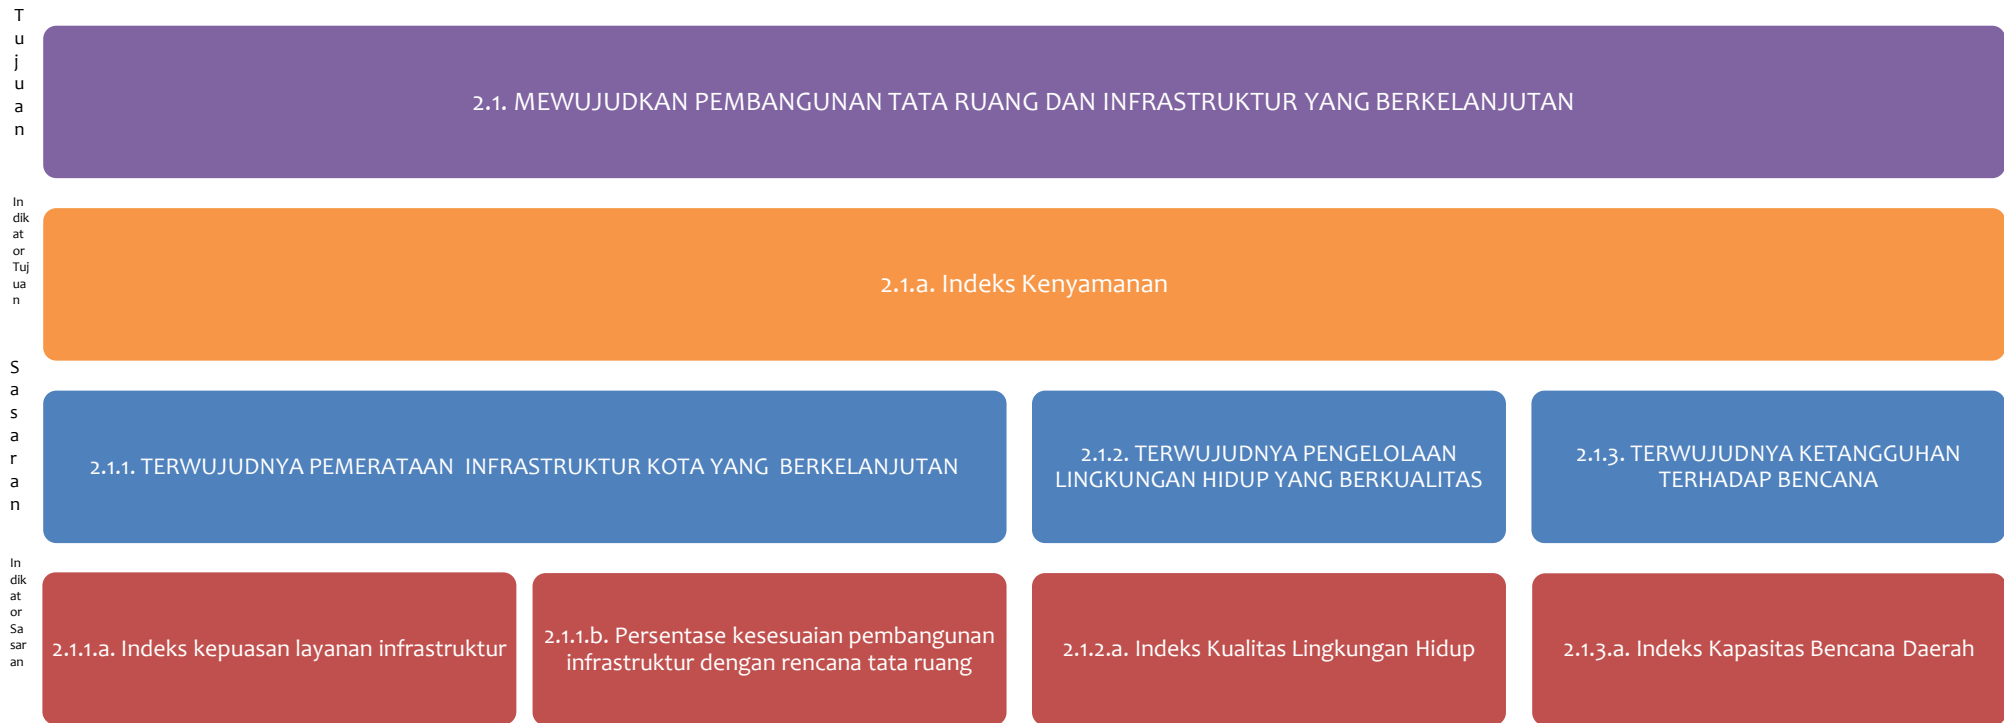 Tujuan
2.1. MEWUJUDKAN PEMBANGUNAN TATA RUANG DAN INFRASTRUKTUR YANG BERKELANJUTAN
Indikator Tujuan
2.1.a. Indeks Kenyamanan
Sasaran
2.1.1. TERWUJUDNYA PEMERATAAN INFRASTRUKTUR KOTA YANG BERKELANJUTAN
2.1.2. TERWUJUDNYA PENGELOLAAN
LINGKUNGAN HIDUP YANG BERKUALITAS
2.1.3. TERWUJUDNYA KETANGGUHAN
TERHADAP BENCANA
Indikator Sasaran
2.1.1.a. Indeks kepuasan layanan infrastruktur
2.1.1.b. Persentase kesesuaian pembangunan
infrastruktur dengan rencana tata ruang
2.1.2.a. Indeks Kualitas Lingkungan Hidup
2.1.3.a. Indeks Kapasitas Bencana Daerah